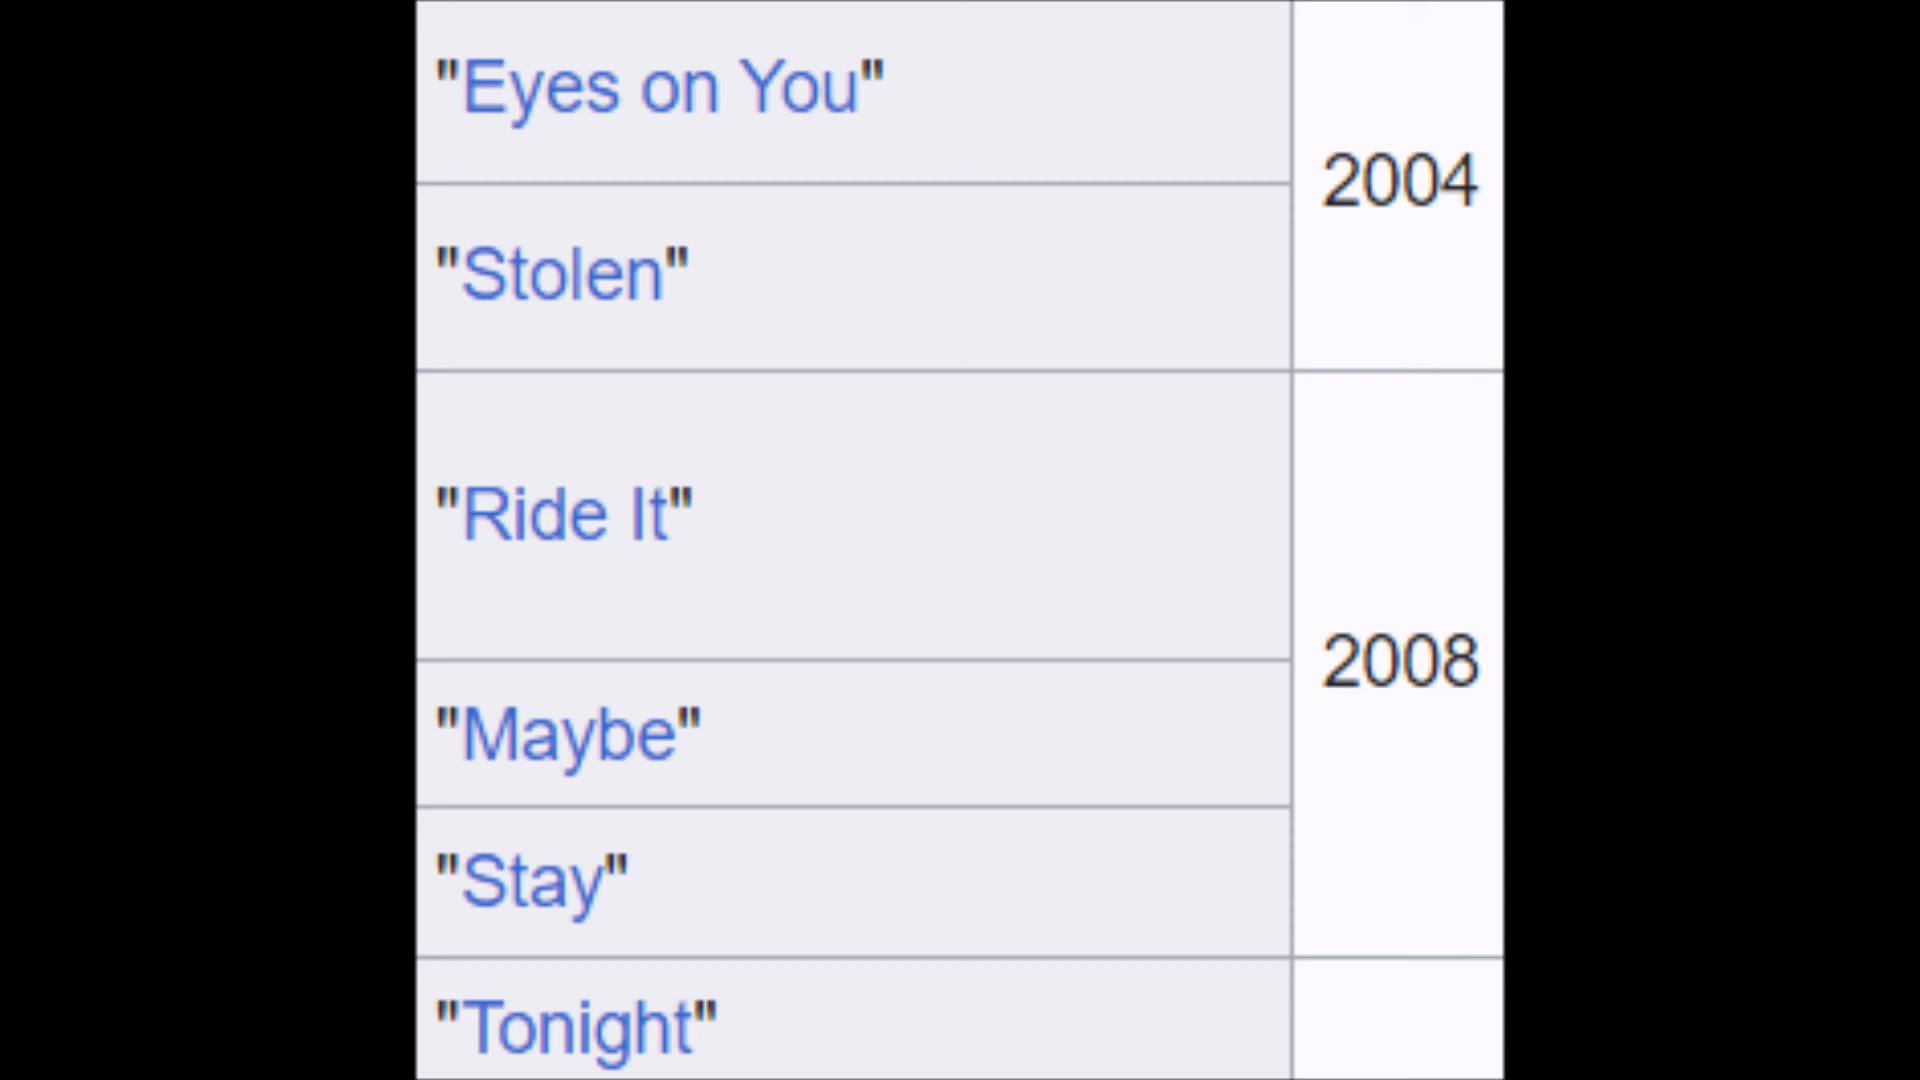 "Eyes on You"
2004
"Stolen"
"Ride It"
2008
"Maybe"
"Stay"
"Tonight"